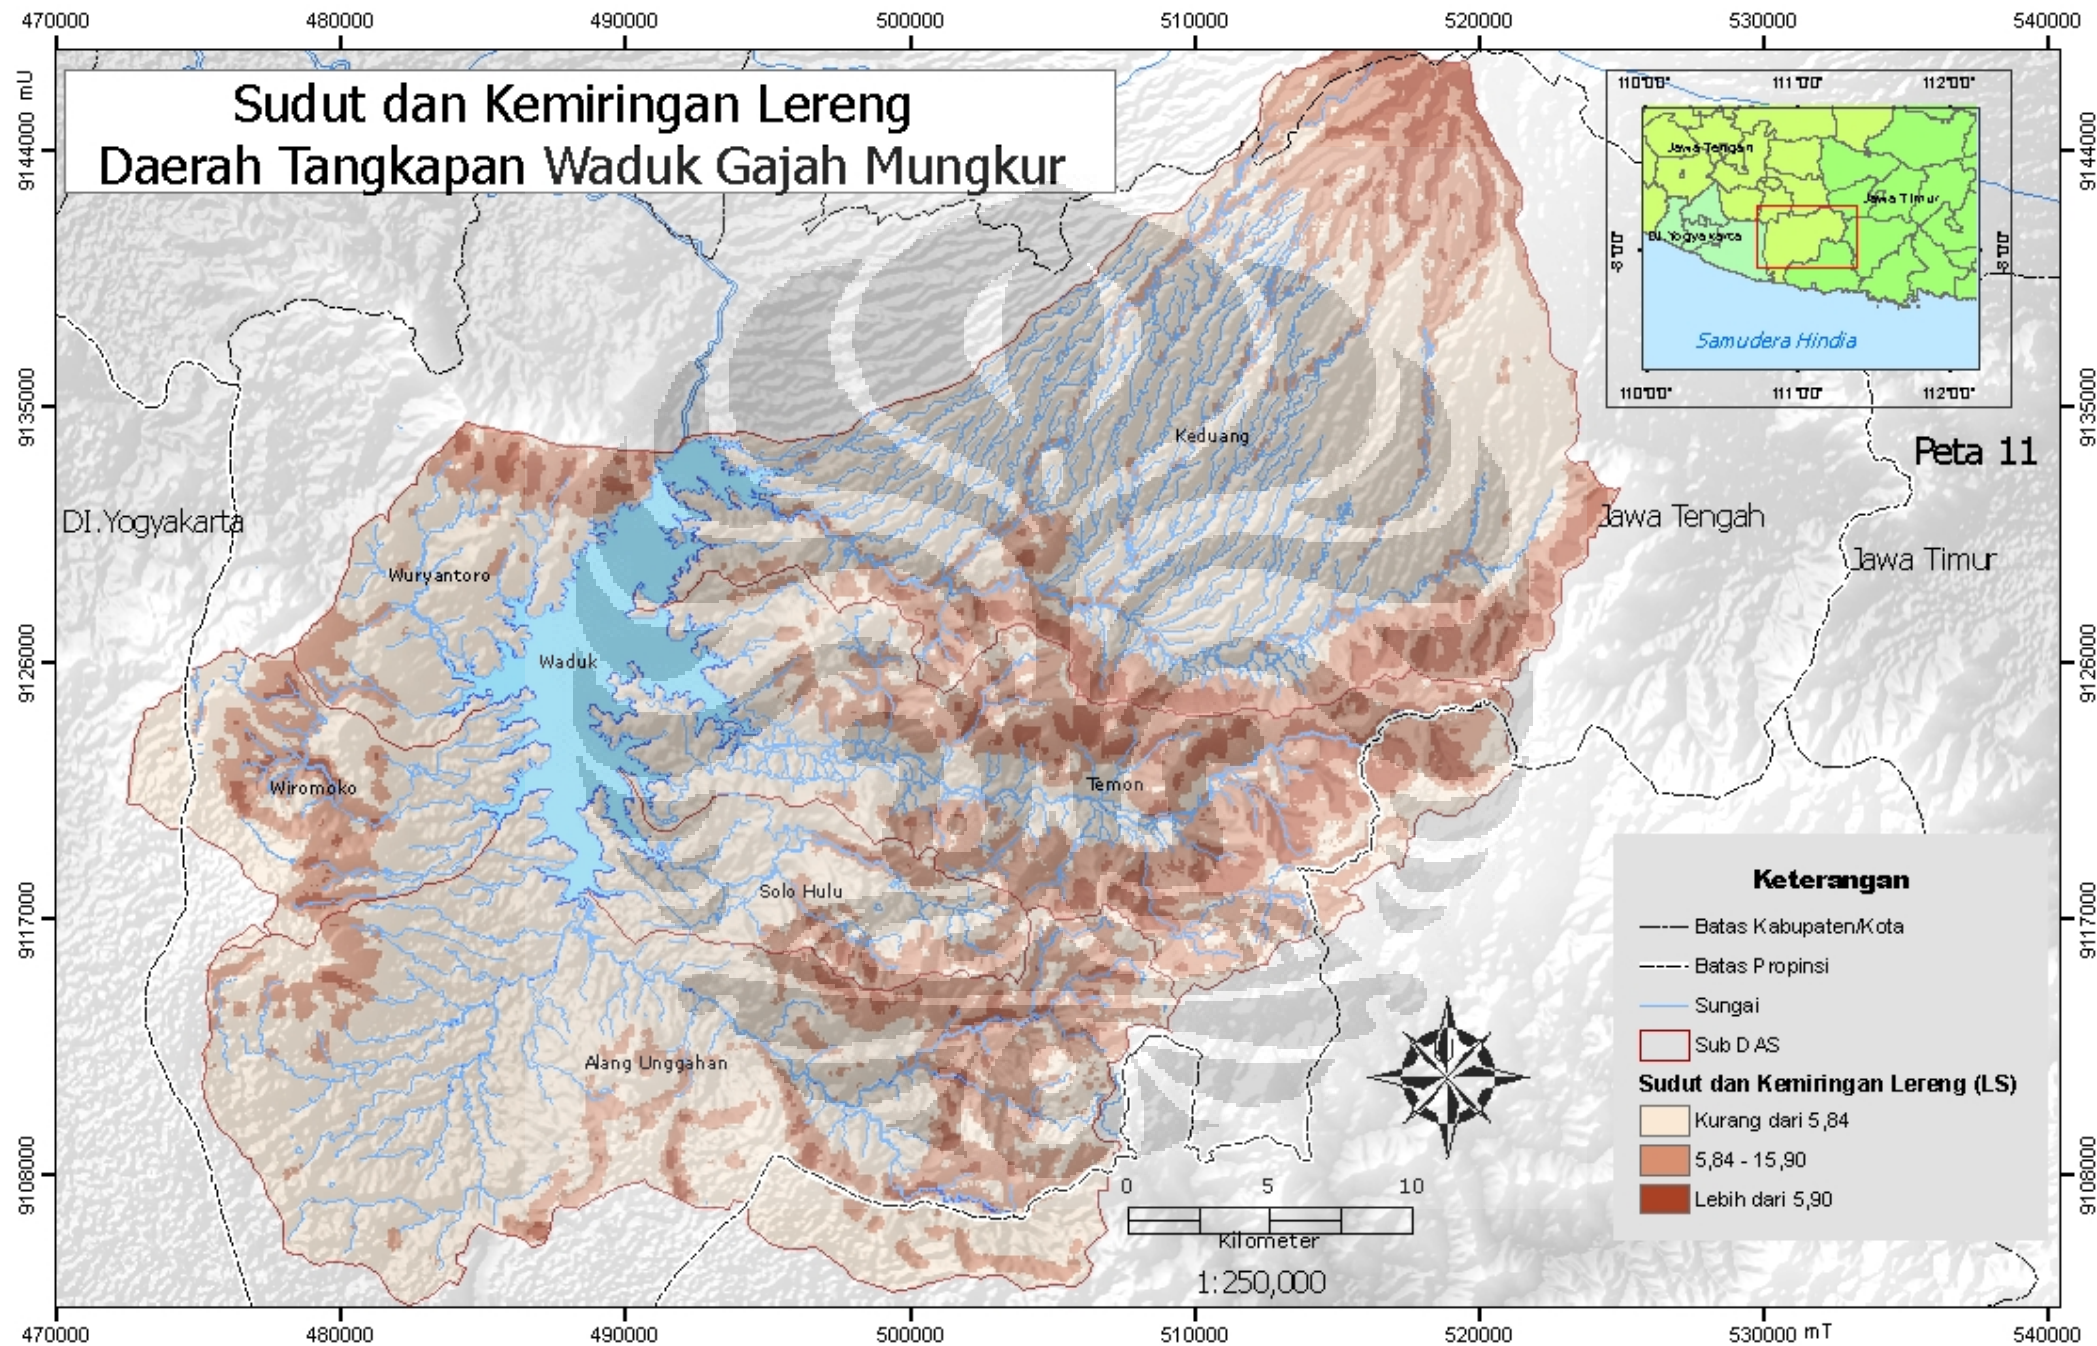 470000 480000 490000 500000 510000 520000 530000 540000
Sudut dan Kemiringan Lereng
Daerah Tangkapan Waduk Gajah Mungkur
9144000 mU
9135000
9126000
9117000
9108000
110°00' 111°00' 112°00'
Jawa Tengah
Jawa Timur
DI. Yogyakarta
-8°00'
-8°00'
Samudera Hindia
110°00' 111°00' 112°00'
9144000
9135000
9126000
9117000
9108000
Peta 11
Keduang
DI.Yogyakarta
Jawa Tengah
Jawa Timur
Wuryantoro
Waduk
Wiromoko
Temon
Solo Hulu
Alang Unggahan
Keterangan
Batas Kabupaten/Kota
Batas Propinsi
Sungai
Sub DAS
Sudut dan Kemiringan Lereng (LS)
Kurang dari 5,84
5,84 - 15,90
Lebih dari 5,90
U
0 5 10
Kilometer
1:250,000
470000 480000 490000 500000 510000 520000 530000 mT 540000